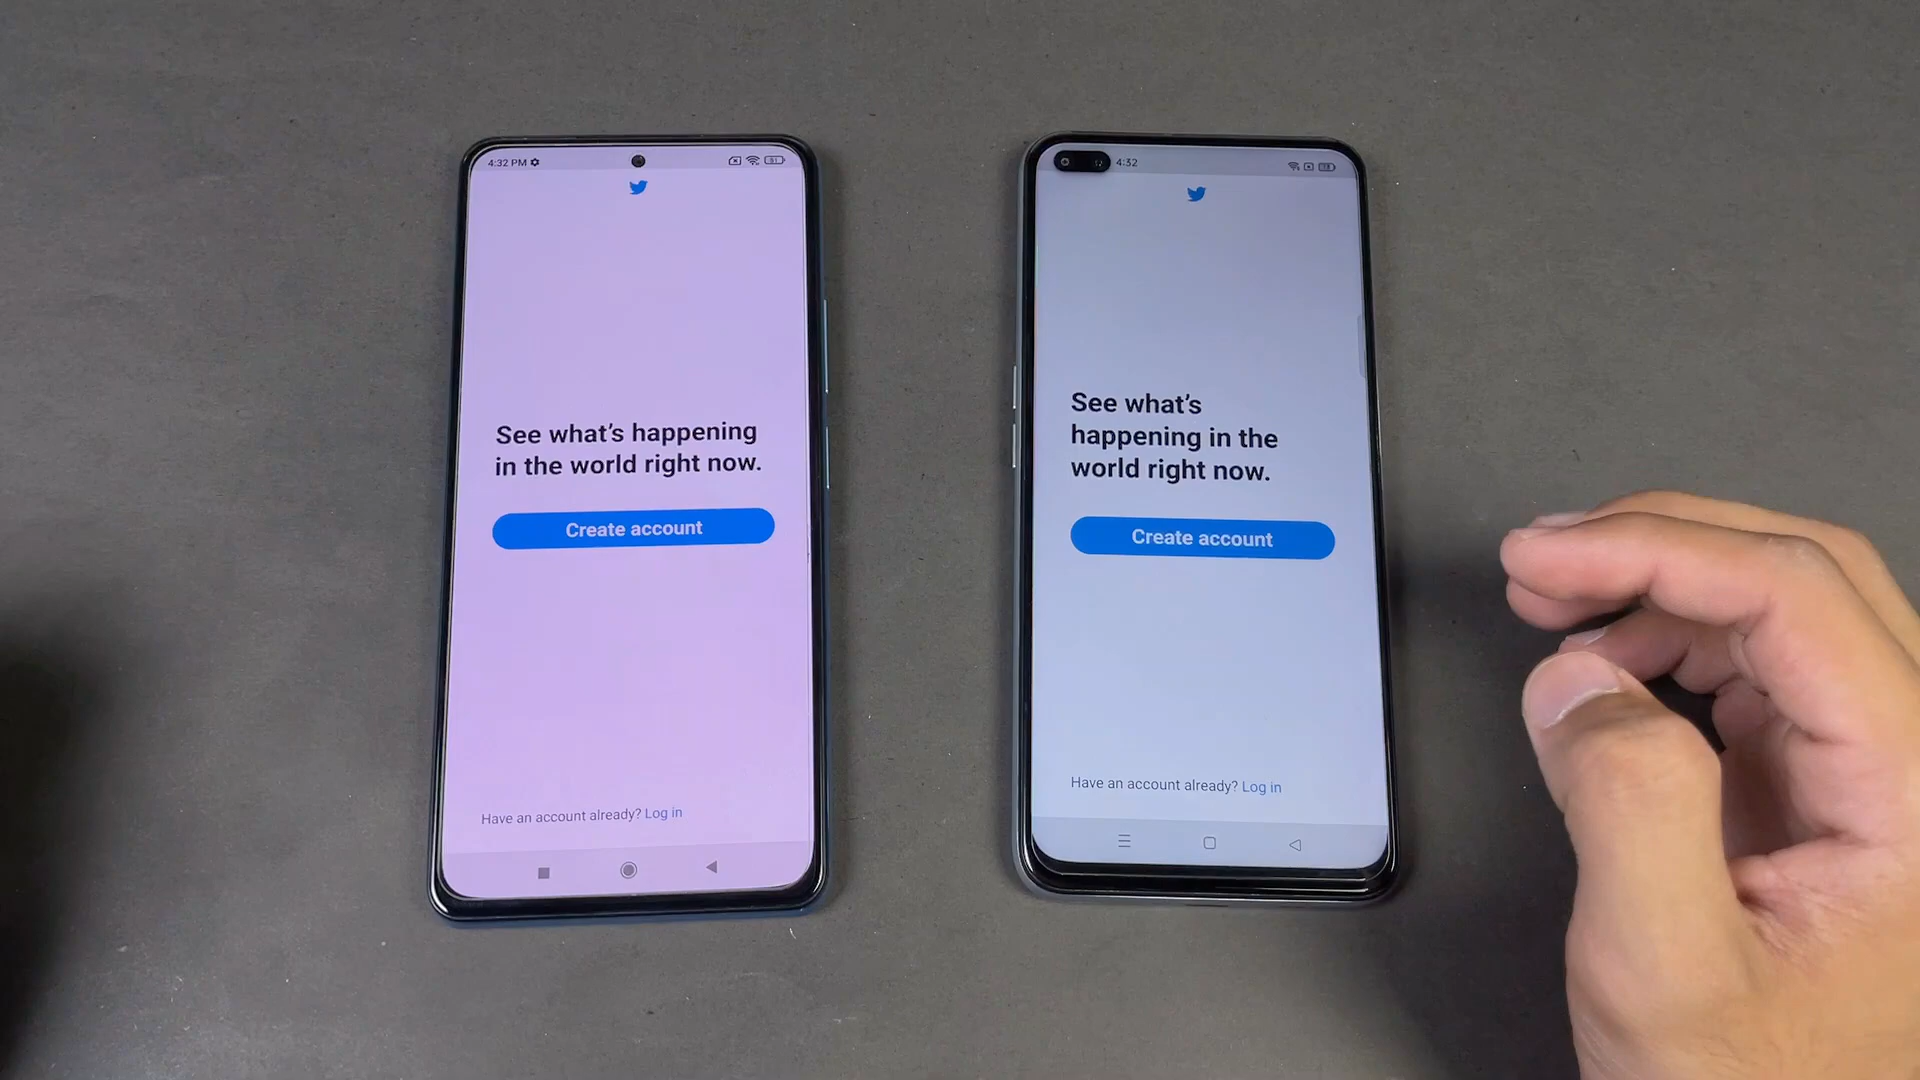 4:32 PM
See what's happening
in the world right now.
Create account
Have an account already? Log in
4:32
See what's
happening in the
world right now.
Create account
Have an account already? Log in